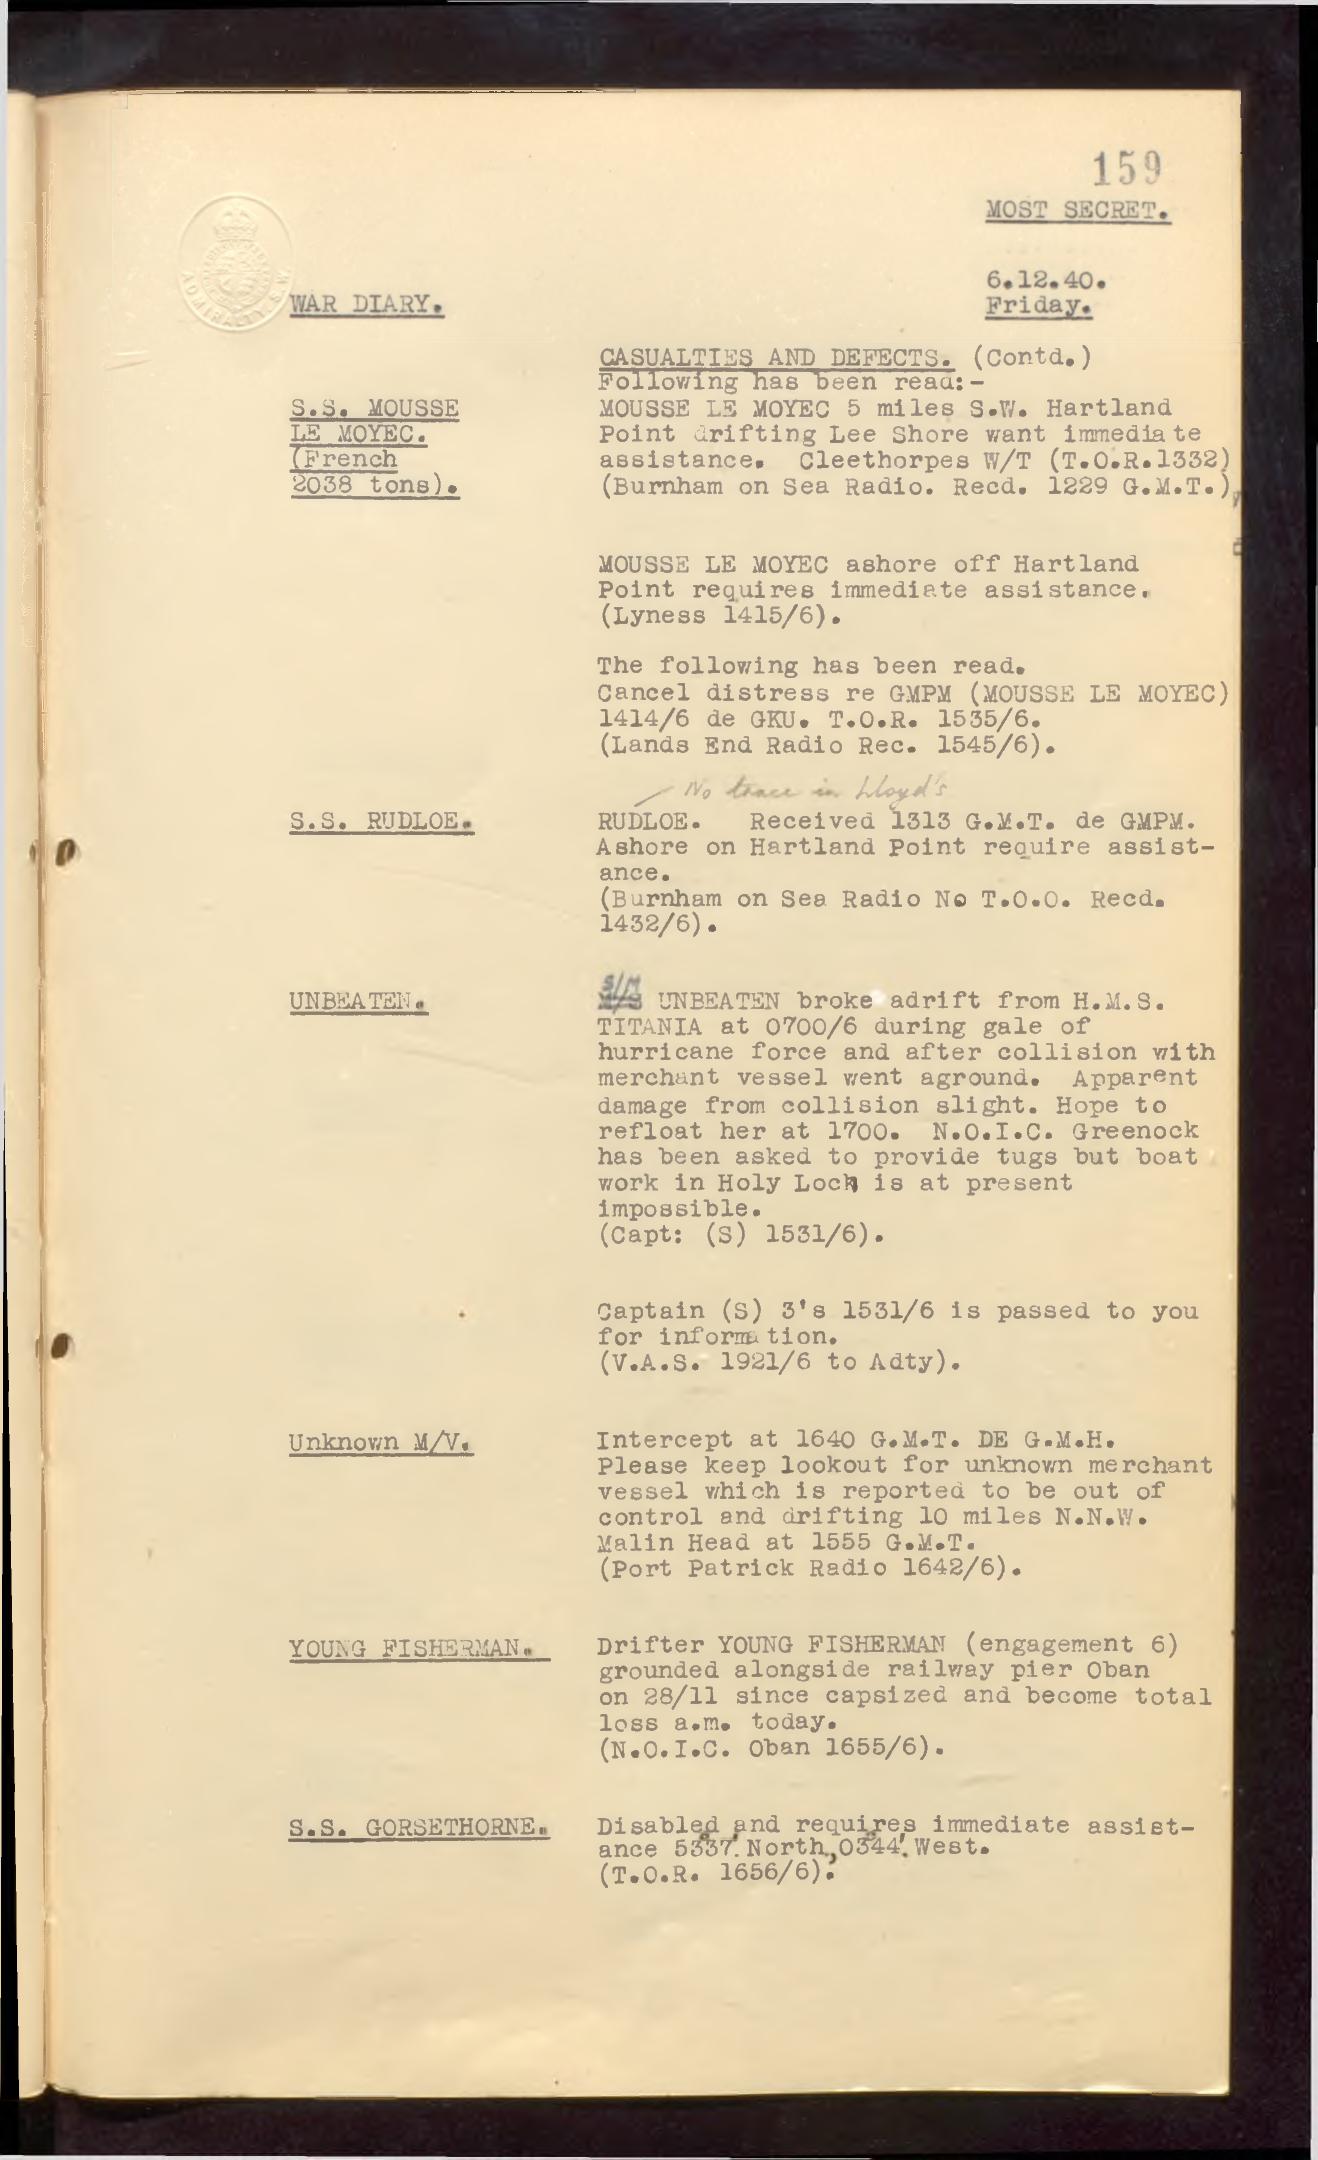 159
MOST SECRET.
6.12.40.
Friday.
ADMIRALTY. S.W.
WAR DIARY.
CASUALTIES AND DEFECTS. (Contd.)
Following has been read:-
S.S. MOUSSE
LE MOYEC.
(French
2038 tons).
MOUSSE LE MOYEC 5 miles S.W. Hartland
Point drifting Lee Shore want immediate
assistance. Cleethorpes W/T (T.O.R.1332)
(Burnham on Sea Radio. Recd. 1229 G.M.T.)
MOUSSE LE MOYEC ashore off Hartland
Point requires immediate assistance.
(Lyness 1415/6).
The following has been read.
Cancel distress re GMPM (MOUSSE LE MOYEC)
1414/6 de GKU. T.O.R. 1535/6.
(Lands End Radio Rec. 1545/6).
No trace in Lloyd's
S.S. RUDLOE.
RUDLOE. Received 1313 G.M.T. de GMPM.
Ashore on Hartland Point require assist-
ance.
(Burnham on Sea Radio No T.O.O. Recd.
1432/6).
UNBEATEN.
S/M
M/S UNBEATEN broke adrift from H.M.S.
TITANIA at 0700/6 during gale of
hurricane force and after collision with
merchant vessel went aground. Apparent
damage from collision slight. Hope to
refloat her at 1700. N.O.I.C. Greenock
has been asked to provide tugs but boat
work in Holy Loch is at present
impossible.
(Capt: (S) 1531/6).
Captain (S) 3's 1531/6 is passed to you
for information.
(V.A.S. 1921/6 to Adty).
Unknown M/V.
Intercept at 1640 G.M.T. DE G.M.H.
Please keep lookout for unknown merchant
vessel which is reported to be out of
control and drifting 10 miles N.N.W.
Malin Head at 1555 G.M.T.
(Port Patrick Radio 1642/6).
YOUNG FISHERMAN.
Drifter YOUNG FISHERMAN (engagement 6)
grounded alongside railway pier Oban
on 28/11 since capsized and become total
loss a.m. today.
(N.O.I.C. Oban 1655/6).
S.S. GORSETHORNE.
Disabled and requires immediate assist-
ance 53°37'. North, 03°44'. West.
(T.O.R. 1656/6).